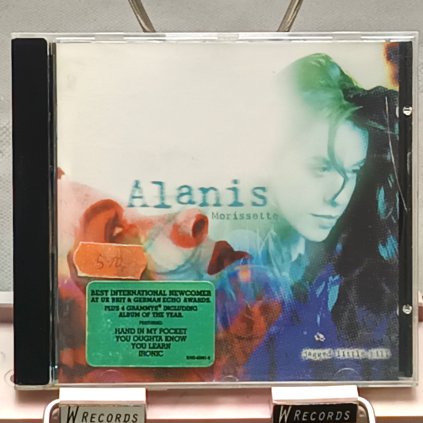 Alanis
Morissette
BEST INTERNATIONAL NEWCOMER
AT UK BRIT & GERMAN ECHO AWARDS.
PLUS 4 GRAMMYS® INCLUDING
ALBUM OF THE YEAR.
FEATURING:
HAND IN MY POCKET
YOU OUGHTA KNOW
YOU LEARN
IRONIC
jagged little pill
W RECORDS
W RECORDS